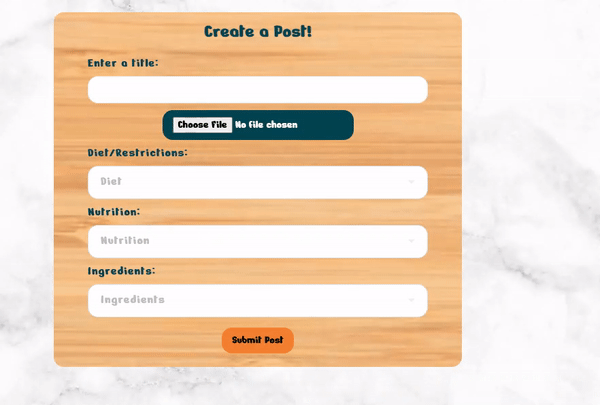 Create a Post!
Enter a title:
Choose File No file chosen
Diet/Restrictions:
Diet
Nutrition:
Nutrition
Ingredients:
Ingredients
Submit Post